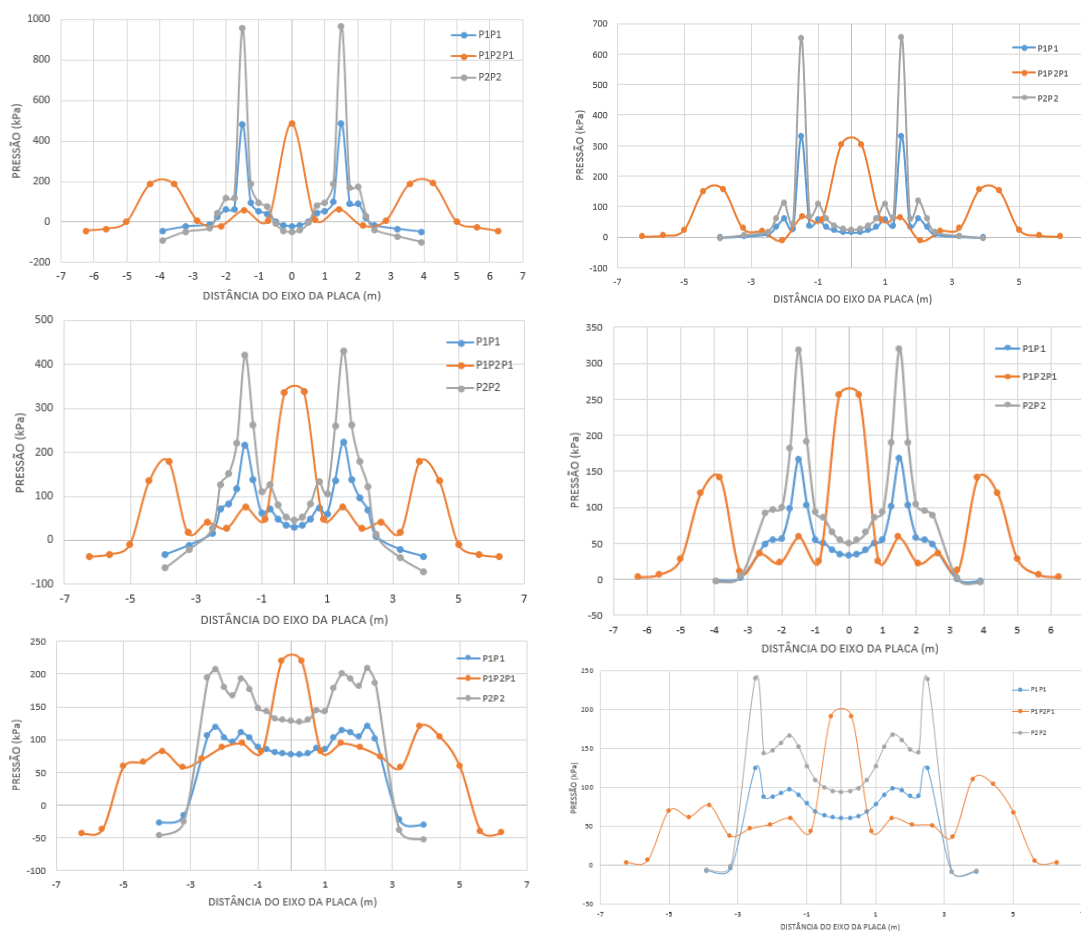 PRESSÃO (kPa)
1000
800
600
400
200
0
-200
-7 -6 -5 -4 -3 -2 -1 0 1 2 3 4 5 6 7
DISTÂNCIA DO EIXO DA PLACA (m)
P1P1
P1P2P1
P2P2
PRESSÃO (kPa)
700
600
500
400
300
200
100
0
-100
-7 -5 -3 -1 1 3 5
DISTÂNCIA DO EIXO DA PLACA (m)
P1P1
P1P2P1
P2P2
PRESSÃO (kPa)
500
400
300
200
100
0
-100
-7 -6 -5 -4 -3 -2 -1 0 1 2 3 4 5 6 7
DISTÂNCIA DO EIXO DA PLACA (m)
P1P1
P1P2P1
P2P2
PRESSÃO (kPa)
350
300
250
200
150
100
50
0
-50
-7 -6 -5 -4 -3 -2 -1 0 1 2 3 4 5 6
DISTÂNCIA DO EIXO DA PLACA (m)
P1P1
P1P2P1
P2P2
PRESSÃO (kPa)
250
200
150
100
50
0
-50
-100
-7 -5 -3 -1 1 3 5 7
DISTÂNCIA DO EIXO DA PLACA (m)
P1P1
P1P2P1
P2P2
PRESSÃO (kPa)
250
200
150
100
50
0
-50
-7 -5 -3 -1 1 3 5 7
DISTÂNCIA DO EIXO DA PLACA (m)
P1P1
P1P2P1
P2P2